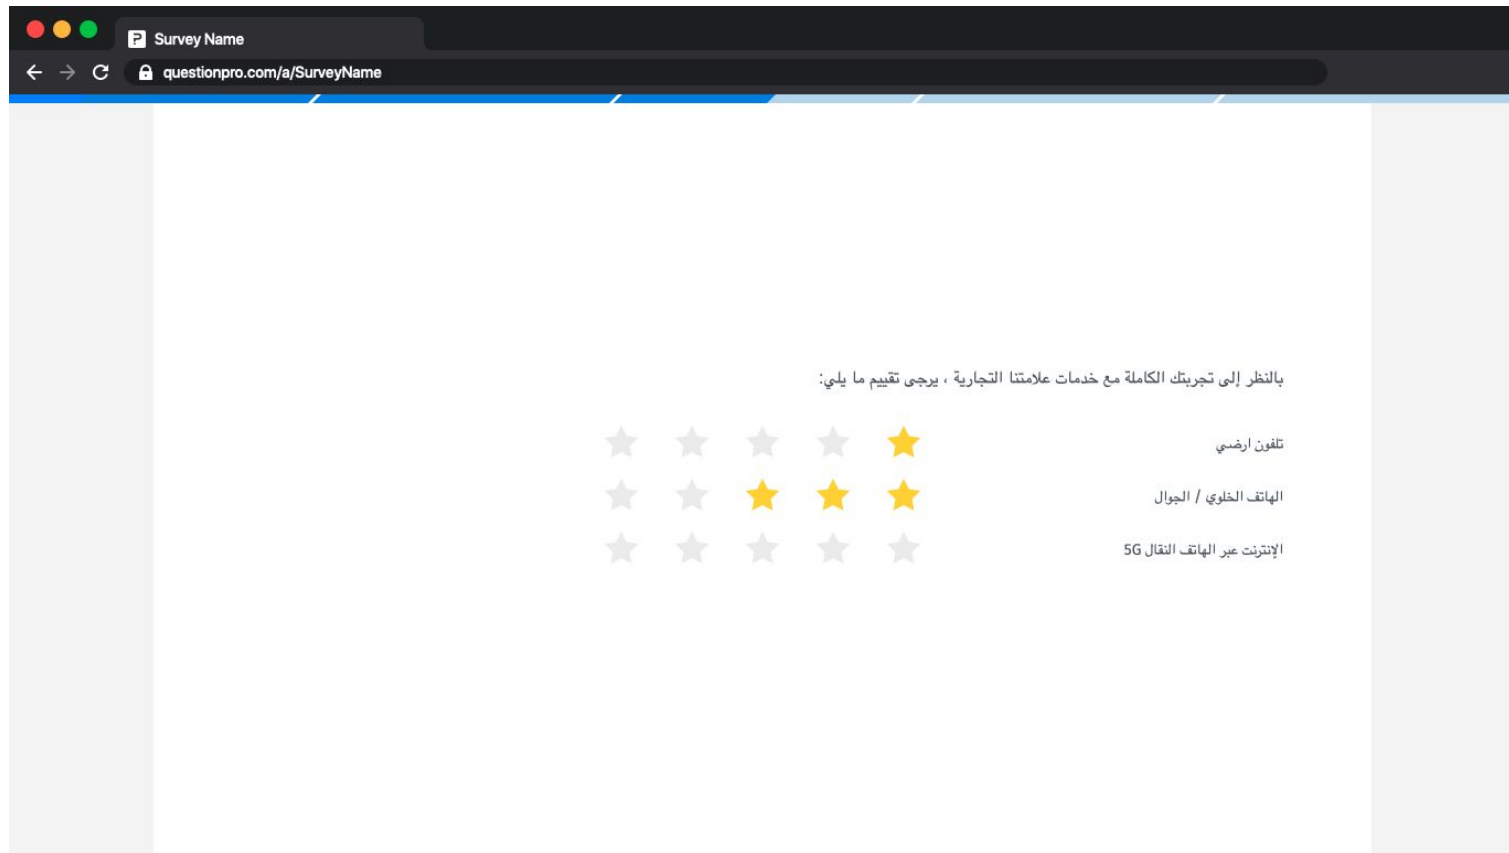 Survey Name
questionpro.com/a/SurveyName
بالنظر إلى تجربتك الكاملة مع خدمات علامتنا التجارية ، يرجى تقييم ما يلي:
تلفون ارضي
الهاتف الخلوي / الجوال
الإنترنت عبر الهاتف النقال 5G